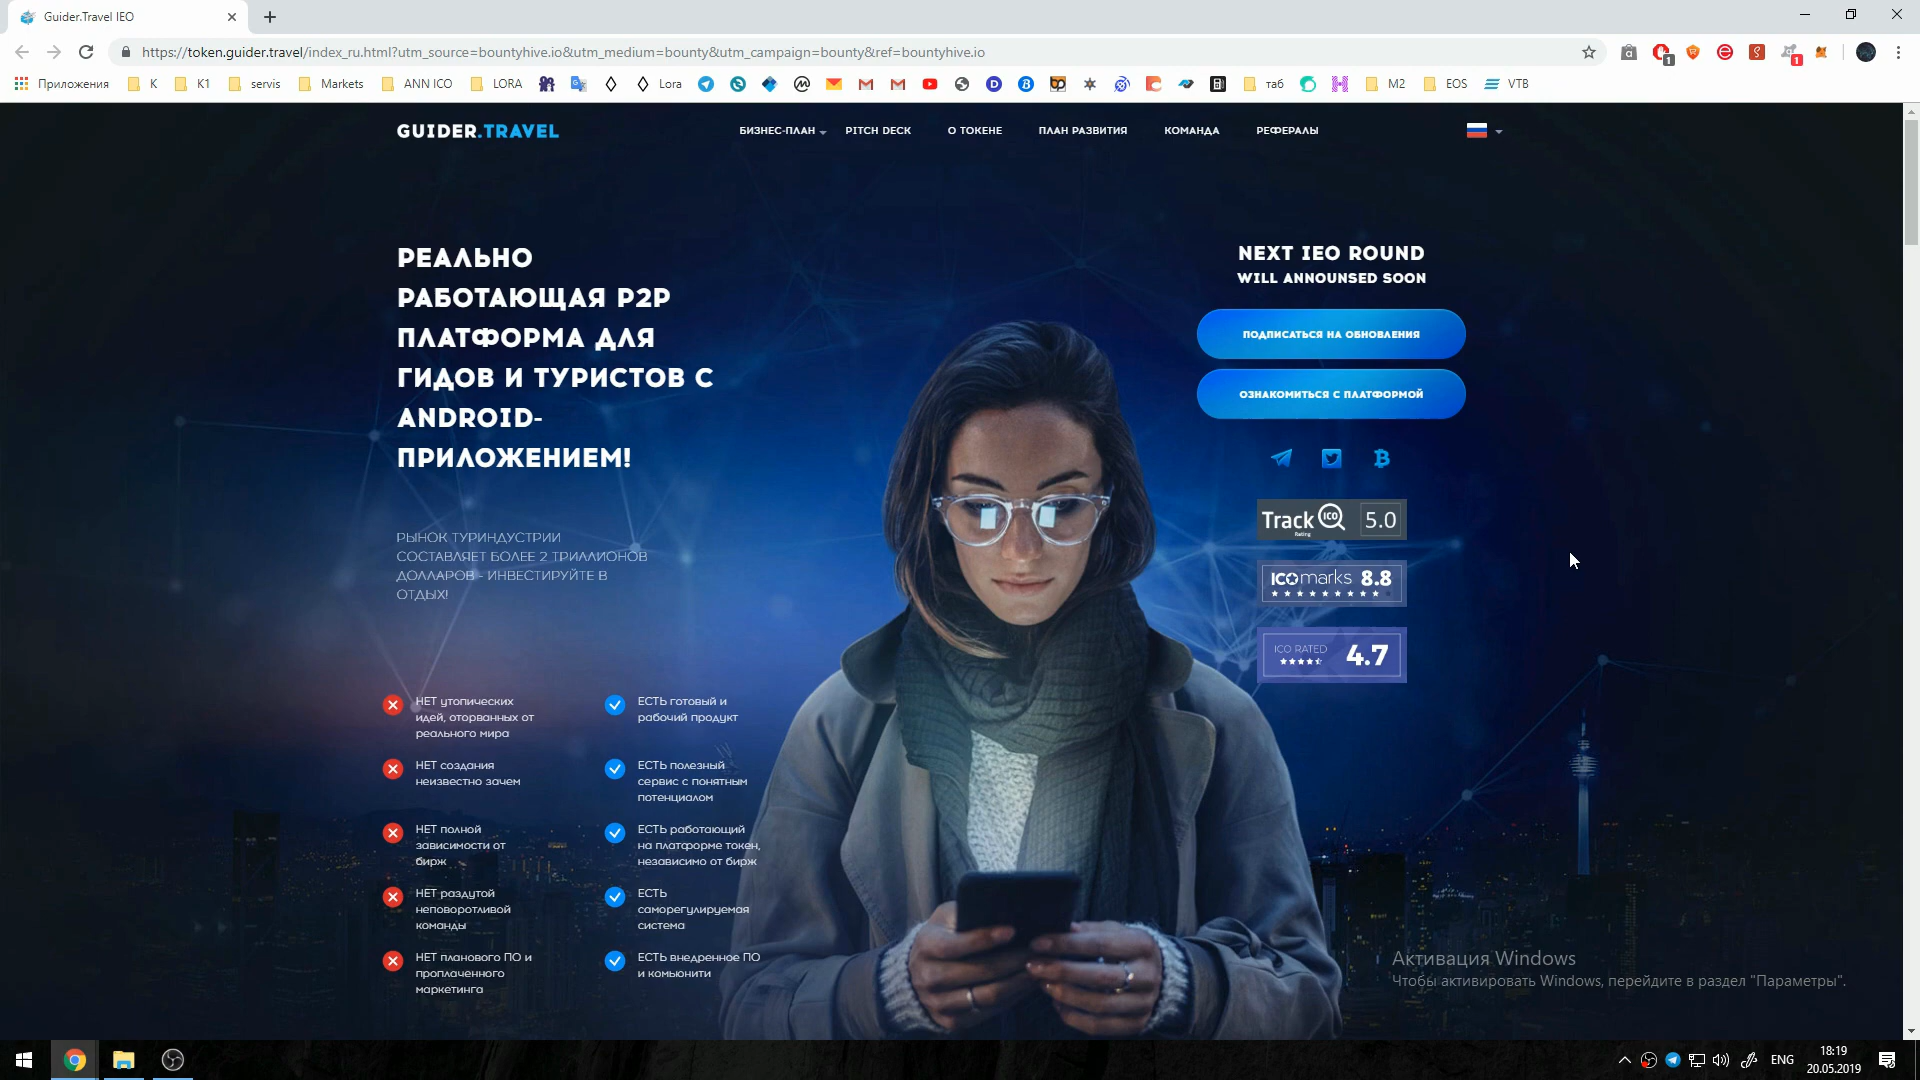 Guider.Travel IEO
https://token.guider.travel/index_ru.html?utm_source=bountyhive.io&utm_medium=bounty&utm_campaign=bounty&ref=bountyhive.io
1
1
Приложения K K1 servis Markets ANN ICO LORA Lora таб M2 EOS VTB
GUIDER.TRAVEL
БИЗНЕС-ПЛАН PITCH DECK О ТОКЕНЕ ПЛАН РАЗВИТИЯ КОМАНДА РЕФЕРАЛЫ
РЕАЛЬНО
РАБОТАЮЩАЯ P2P
ПЛАТФОРМА ДЛЯ
ГИДОВ И ТУРИСТОВ С
ANDROID-
ПРИЛОЖЕНИЕМ!
РЫНОК ТУРИНДУСТРИИ
СОСТАВЛЯЕТ БОЛЕЕ 2 ТРИЛЛИОНОВ
ДОЛЛАРОВ - ИНВЕСТИРУЙТЕ В
ОТДЫХ!
НЕТ утопических
идей, оторванных от
реального мира
НЕТ создания
неизвестно зачем
НЕТ полной
зависимости от
бирж
НЕТ раздутой
неповоротливой
команды
НЕТ планового ПО и
проплаченного
маркетинга
ЕСТЬ готовый и
рабочий продукт
ЕСТЬ полезный
сервис с понятным
потенциалом
ЕСТЬ работающий
на платформе токен,
независимо от бирж
ЕСТЬ
саморегулируемая
система
ЕСТЬ внедренное ПО
и комьюнити
NEXT IEO ROUND
WILL ANNOUNSED SOON
ПОДПИСАТЬСЯ НА ОБНОВЛЕНИЯ
ОЗНАКОМИТЬСЯ С ПЛАТФОРМОЙ
Track ICO 5.0
Rating
ICOmarks 8.8
ICO RATED 4.7
Активация Windows
Чтобы активировать Windows, перейдите в раздел "Параметры".
ENG
18:19
20.05.2019